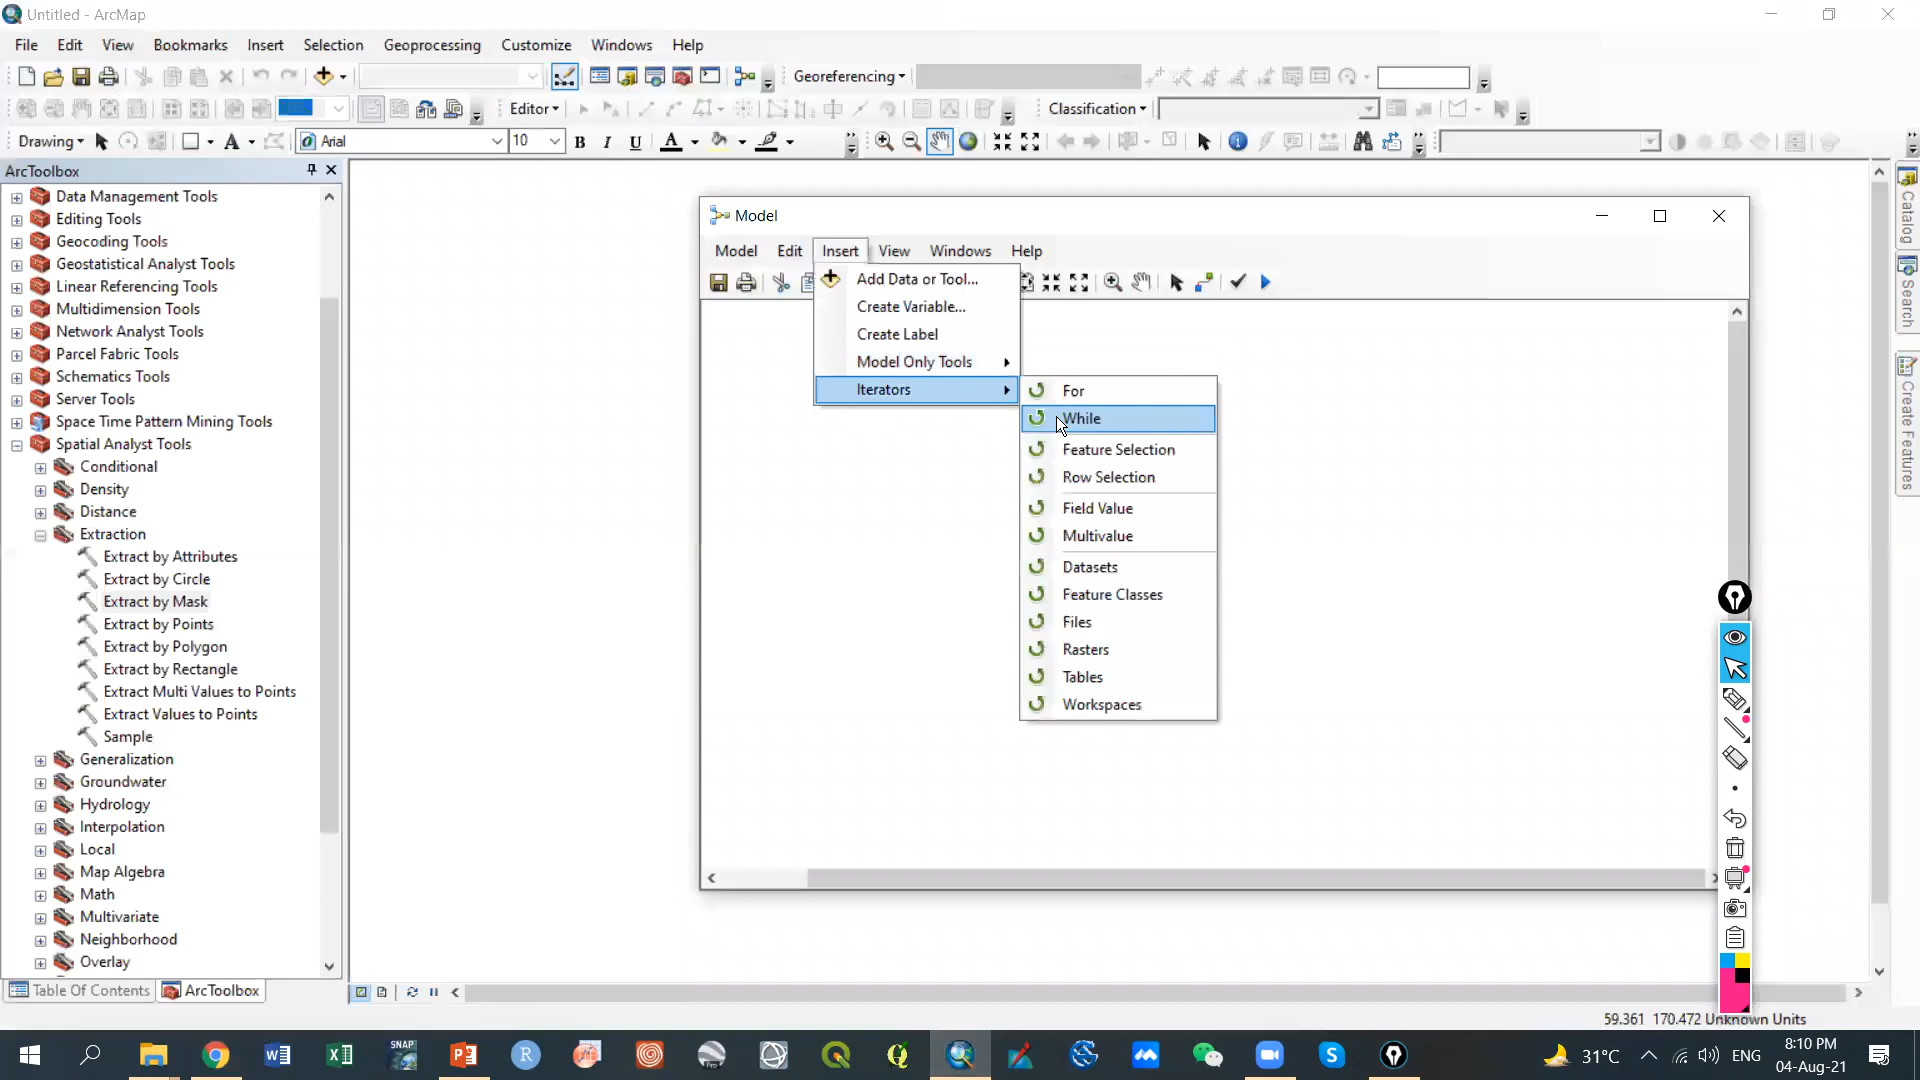 Untitled - ArcMap
File Edit View Bookmarks Insert Selection Geoprocessing Customize Windows Help
Georeferencing
Editor Classification
Drawing Arial 10 B I U A
ArcToolbox
Data Management Tools
Editing Tools
Geocoding Tools
Geostatistical Analyst Tools
Linear Referencing Tools
Multidimension Tools
Network Analyst Tools
Parcel Fabric Tools
Schematics Tools
Server Tools
Space Time Pattern Mining Tools
Spatial Analyst Tools
Conditional
Density
Distance
Extraction
Extract by Attributes
Extract by Circle
Extract by Mask
Extract by Points
Extract by Polygon
Extract by Rectangle
Extract Multi Values to Points
Extract Values to Points
Sample
Generalization
Groundwater
Hydrology
Interpolation
Local
Map Algebra
Math
Multivariate
Neighborhood
Overlay
Table Of Contents ArcToolbox
Model
Model Edit Insert View Windows Help
Add Data or Tool...
Create Variable...
Create Label
Model Only Tools
Iterators
For
While
Feature Selection
Row Selection
Field Value
Multivalue
Datasets
Feature Classes
Files
Rasters
Tables
Workspaces
Catalog
Search
Create Features
59.361 170.472 Unknown Units
SNAP
Pro
31°C ENG 8:10 PM
04-Aug-21